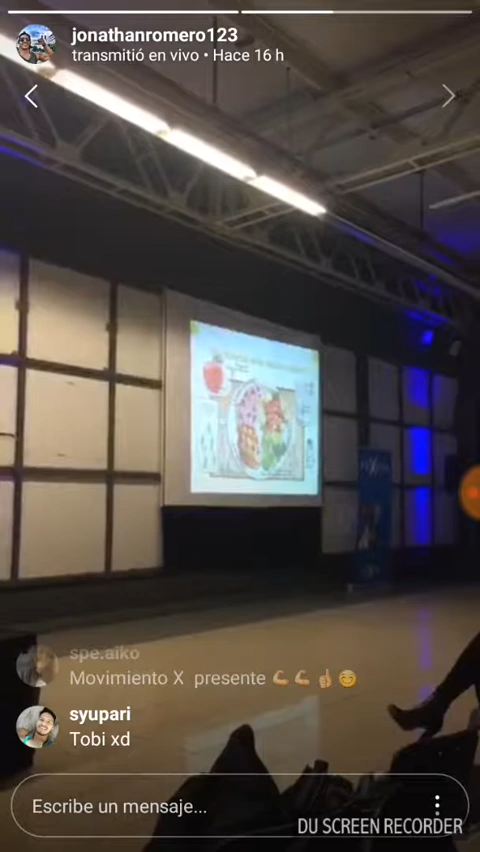 jonathanromero123
transmitió en vivo • Hace 16 h
spe.aiko
Movimiento X presente 💪🏼💪🏼☝🏼😊
syupari
Tobi xd
Escribe un mensaje...
DU SCREEN RECORDER